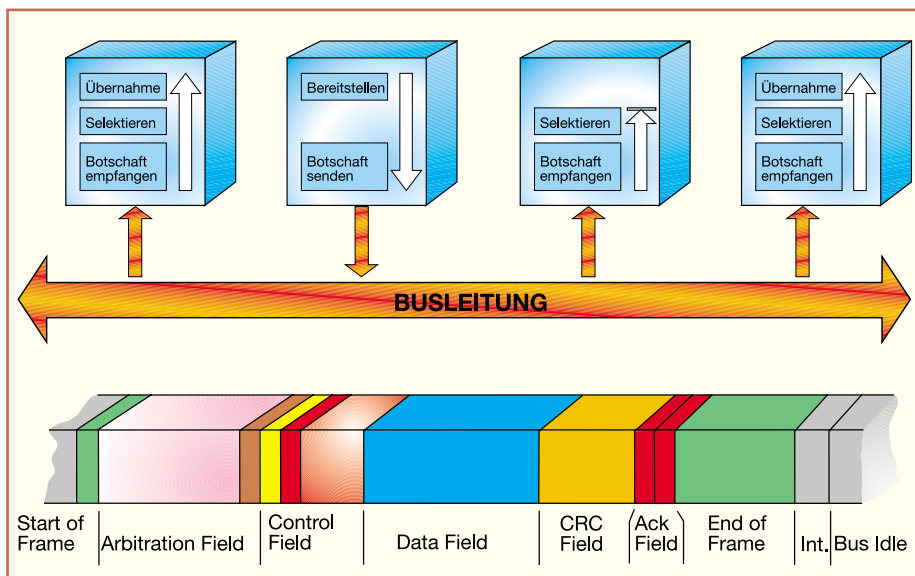 Übernahme
Selektieren
Botschaft
empfangen
Bereitstellen
Botschaft
senden
Selektieren
Botschaft
empfangen
Übernahme
Selektieren
Botschaft
empfangen
BUSLEITUNG
Start of
Frame
Arbitration Field
Control
Field
Data Field
CRC
Field
Ack
Field
End of
Frame
Int.
Bus Idle